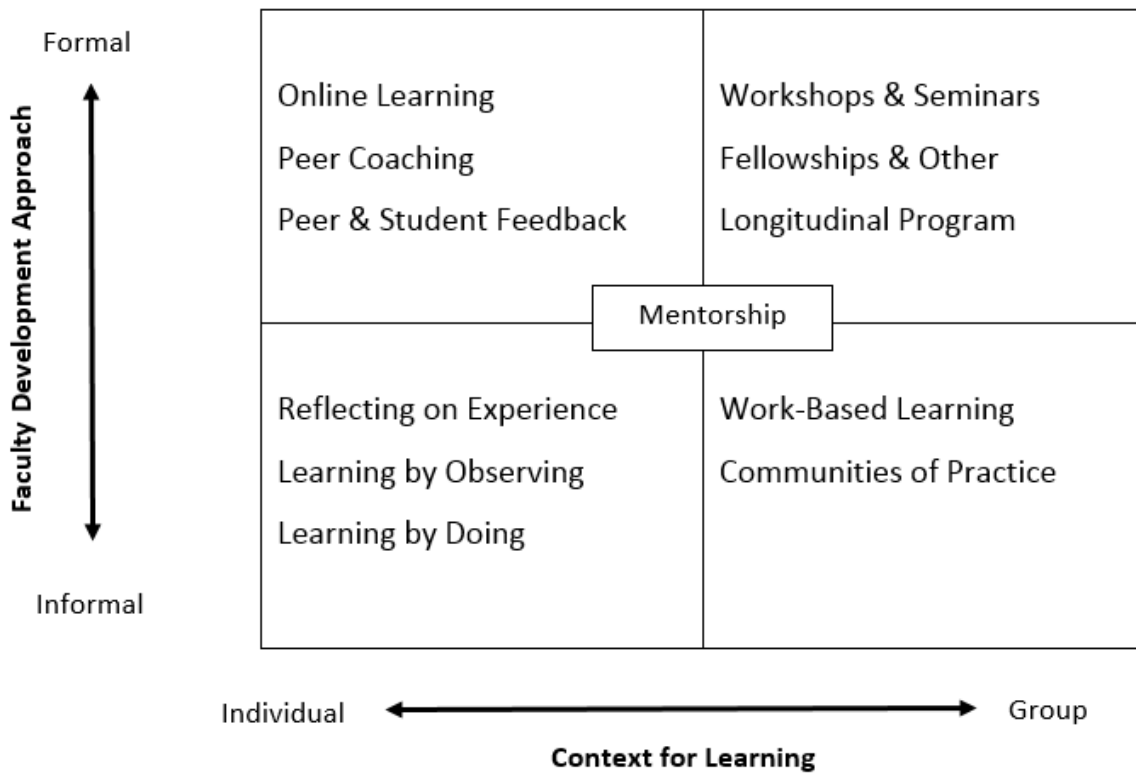 Formal
Faculty Development Approach
Informal
Online Learning
Peer Coaching
Peer & Student Feedback
Workshops & Seminars
Fellowships & Other
Longitudinal Program
Mentorship
Reflecting on Experience
Learning by Observing
Learning by Doing
Work-Based Learning
Communities of Practice
Individual
Group
Context for Learning